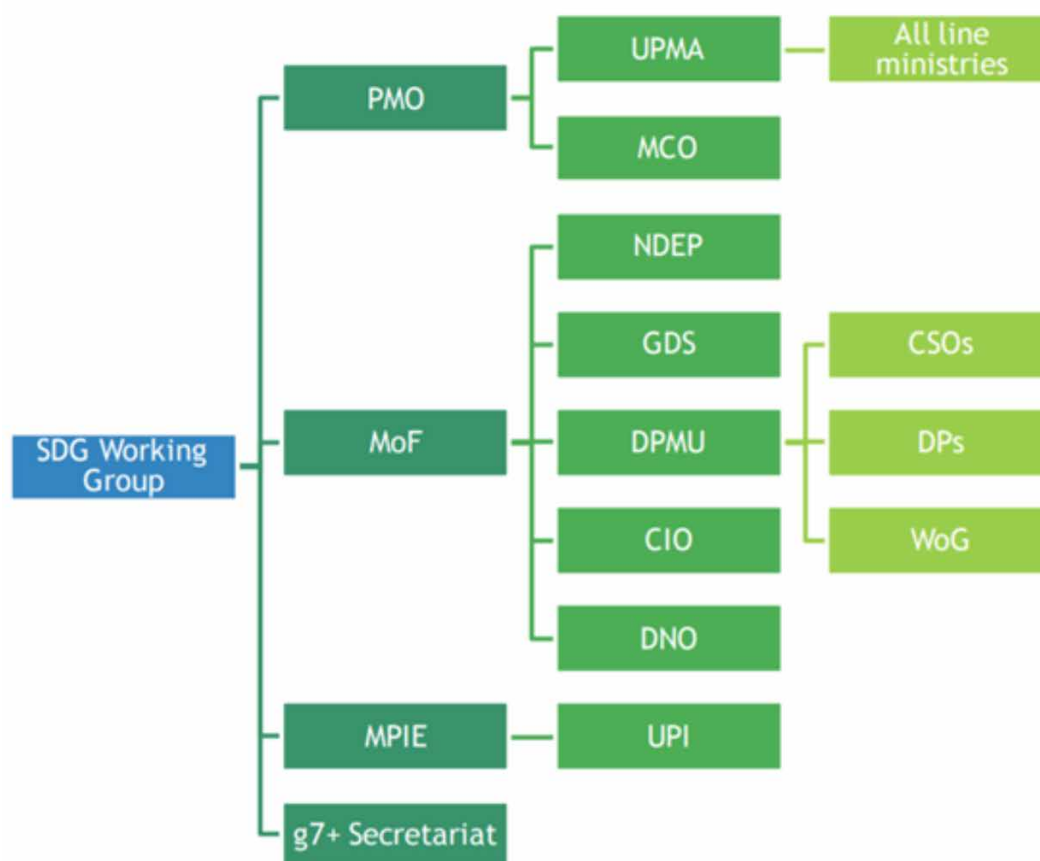 UPMA
All line
ministries
PMO
MCO
NDEP
GDS
CSOs
SDG Working
Group
MoF
DPMU
DPs
CIO
WoG
DNO
MPIE
UPI
g7+ Secretariat